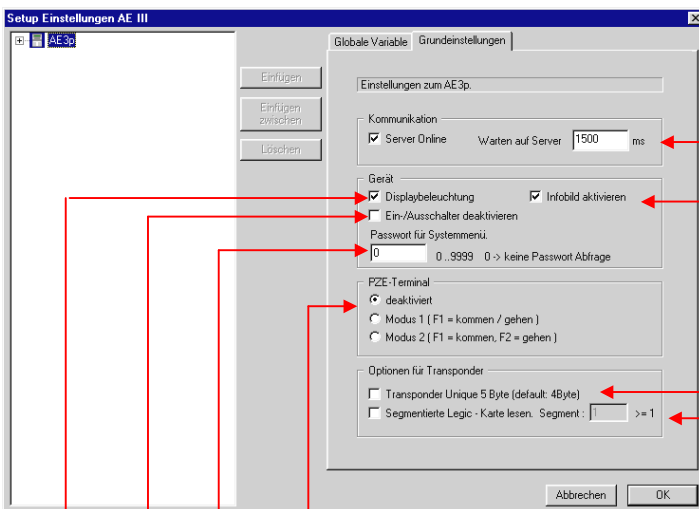 Setup Einstellungen AE III
AE3p
Globale Variable Grundeinstellungen
Einfügen
Einfügen zwischen
Löschen
Einstellungen zum AE3p.
Kommunikation
Server Online Warten auf Server 1500 ms
Gerät
Displaybeleuchtung Infobild aktivieren
Ein-/Ausschalter deaktivieren
Passwort für Systemmenü.
0 0..9999 0 -> keine Passwort Abfrage
PZE-Terminal
deaktiviert
Modus 1 ( F1 = kommen / gehen )
Modus 2 ( F1 = kommen, F2 = gehen )
Optionen für Transponder
Transponder Unique 5 Byte (default: 4Byte)
Segmentierte Legic - Karte lesen. Segment : 1 >= 1
Abbrechen OK